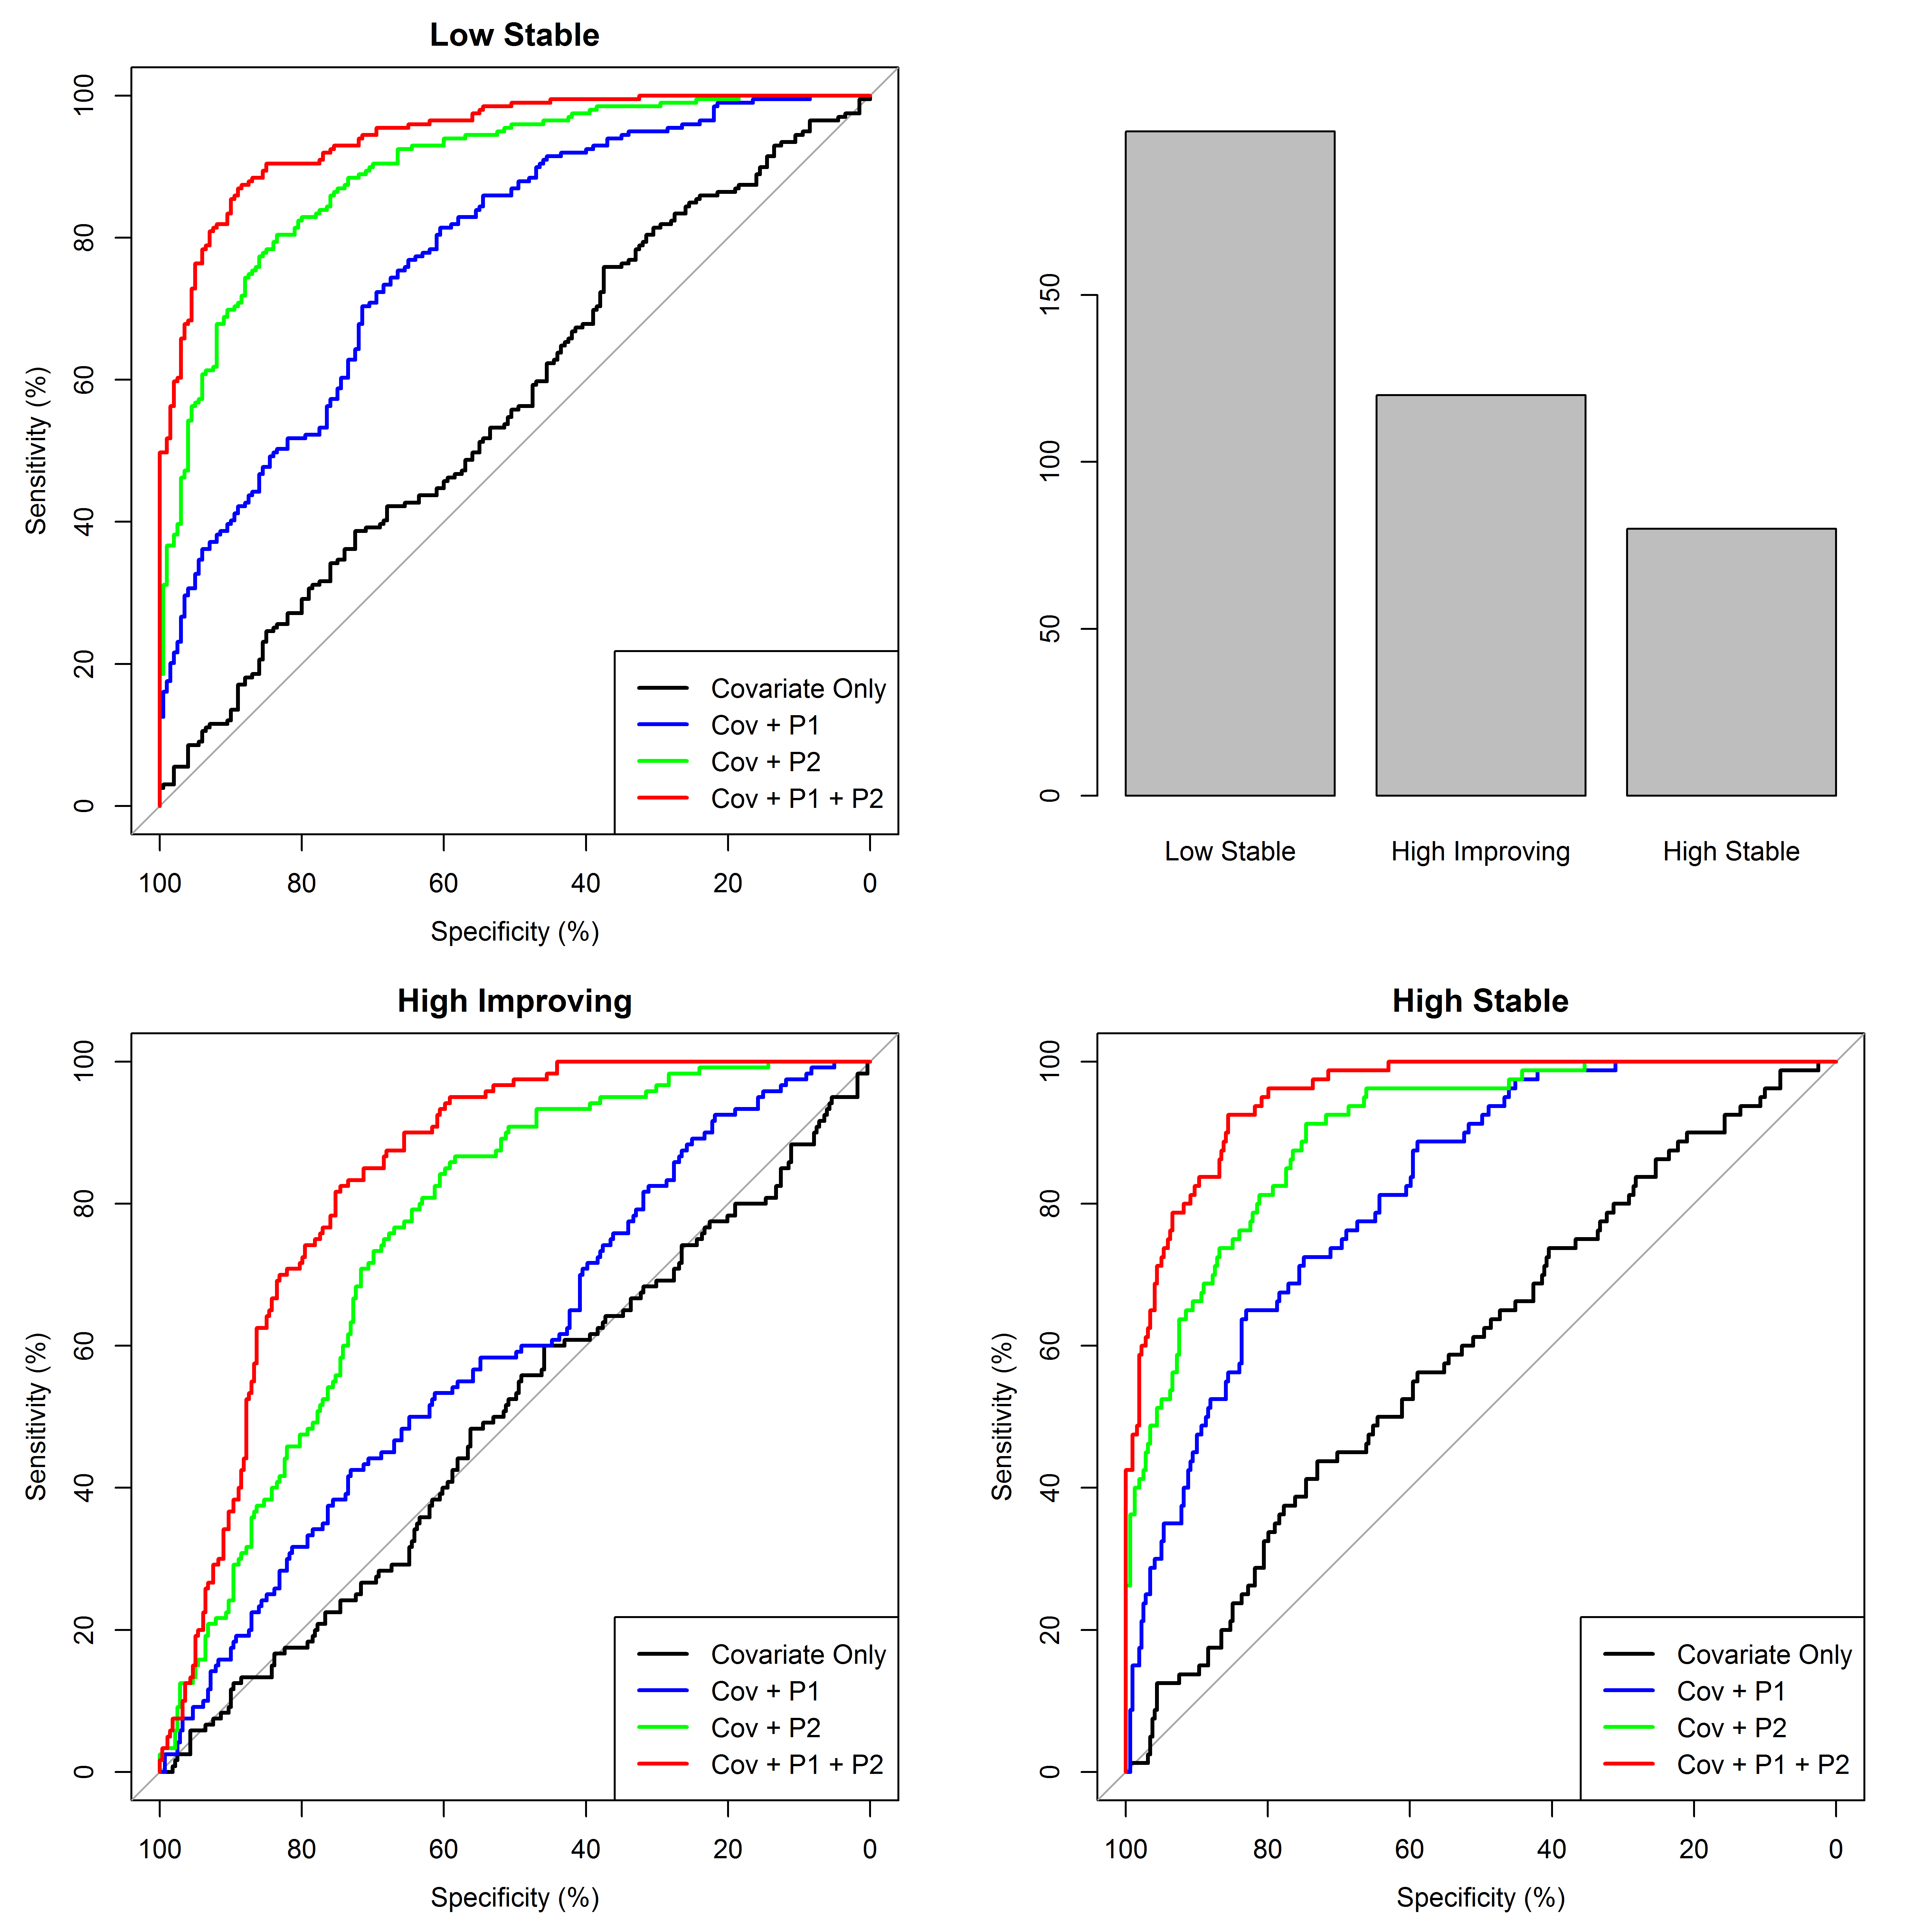 Low Stable
100
80
60
40
20
0
Sensitivity (%)
100 80 60 40 20 0
Specificity (%)
Covariate Only
Cov + P1
Cov + P2
Cov + P1 + P2
150
100
50
0
Low Stable High Improving High Stable
High Improving
100
80
60
40
20
0
Sensitivity (%)
100 80 60 40 20 0
Specificity (%)
Covariate Only
Cov + P1
Cov + P2
Cov + P1 + P2
High Stable
100
80
60
40
20
0
Sensitivity (%)
100 80 60 40 20 0
Specificity (%)
Covariate Only
Cov + P1
Cov + P2
Cov + P1 + P2